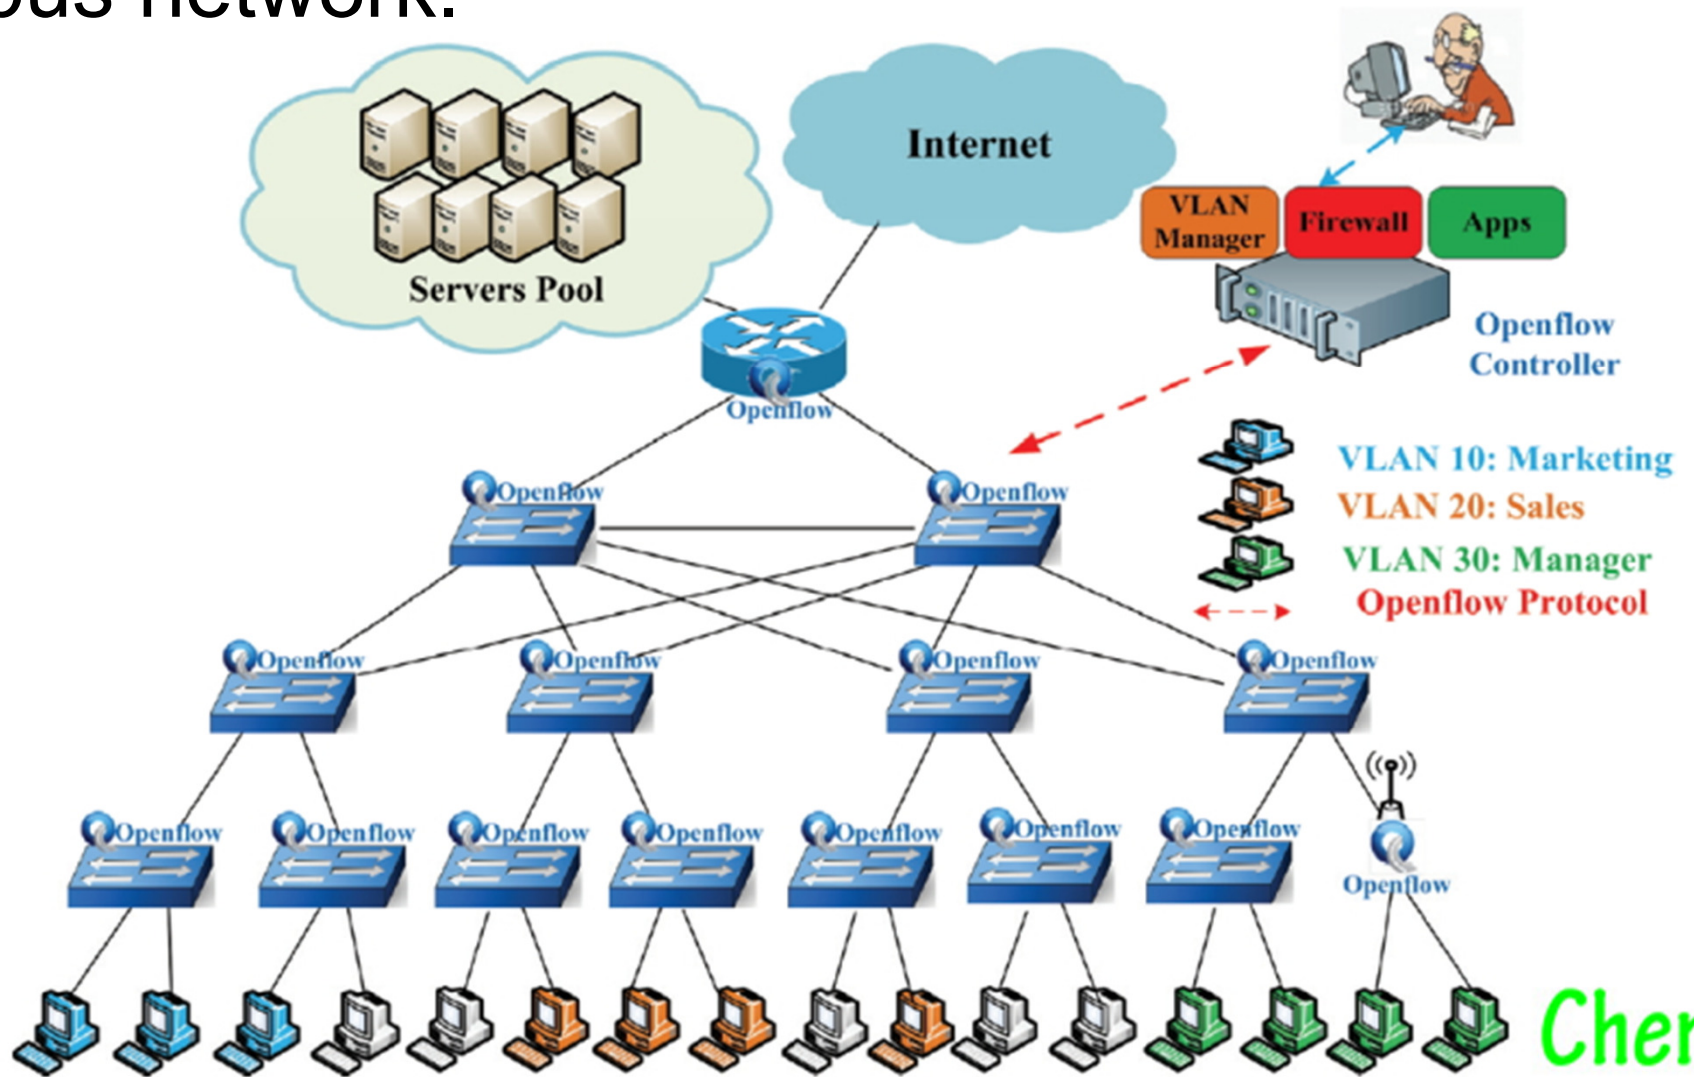 network.
Internet
VLAN
Manager
Firewall
Apps
Servers Pool
Openflow
Controller
Openflow
VLAN 10: Marketing
Openflow
Openflow
VLAN 20: Sales
VLAN 30: Manager
Openflow Protocol
Openflow
Openflow
Openflow
Openflow
Openflow
Openflow
Openflow
Openflow
Openflow
Openflow
Openflow
Openflow